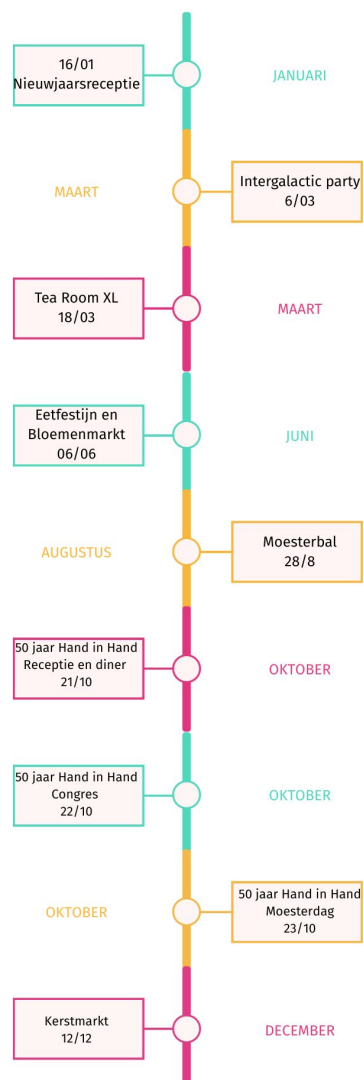 16/01
Nieuwjaarsreceptie
JANUARI
MAART
Intergalactic party
6/03
Tea Room XL
18/03
MAART
Eetfestijn en
Bloemenmarkt
06/06
JUNI
AUGUSTUS
Moesterbal
28/8
50 jaar Hand in Hand
Receptie en diner
21/10
OKTOBER
50 jaar Hand in Hand
Congres
22/10
OKTOBER
OKTOBER
50 jaar Hand in Hand
Moesterdag
23/10
Kerstmarkt
12/12
DECEMBER